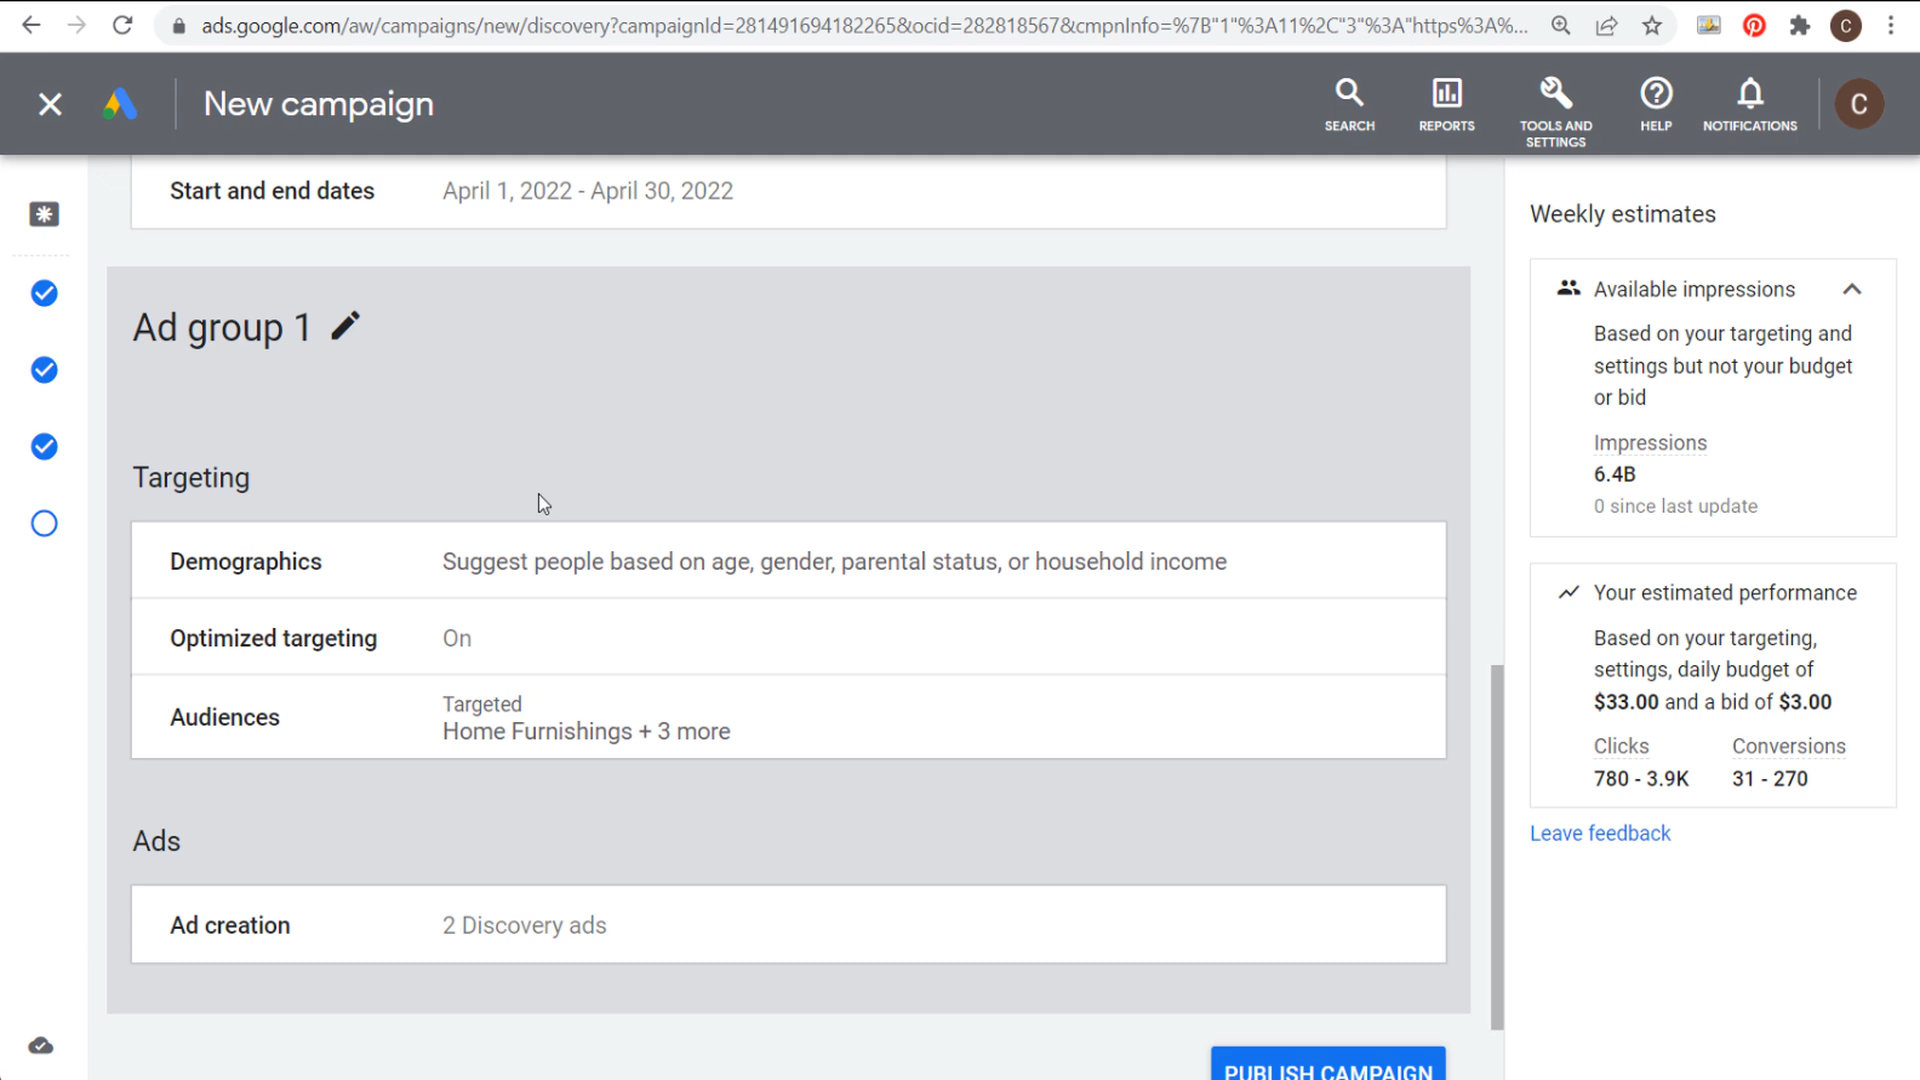 ads.google.com/aw/campaigns/new/discovery?campaignId=281491694182265&ocid=282818567&cmpnInfo=%7B"1"%3A11%2C"3"%3A"https%3A%...
C
New campaign
SEARCH
REPORTS
TOOLS AND
SETTINGS
HELP
NOTIFICATIONS
C
Start and end dates April 1, 2022 - April 30, 2022
Ad group 1
Targeting
Demographics Suggest people based on age, gender, parental status, or household income
Optimized targeting On
Audiences
Targeted
Home Furnishings + 3 more
Ads
Ad creation 2 Discovery ads
PUBLISH CAMPAIGN
Weekly estimates
Available impressions
Based on your targeting and
settings but not your budget
or bid
Impressions
6.4B
0 since last update
Your estimated performance
Based on your targeting,
settings, daily budget of
$33.00 and a bid of $3.00
Clicks Conversions
780 - 3.9K 31 - 270
Leave feedback